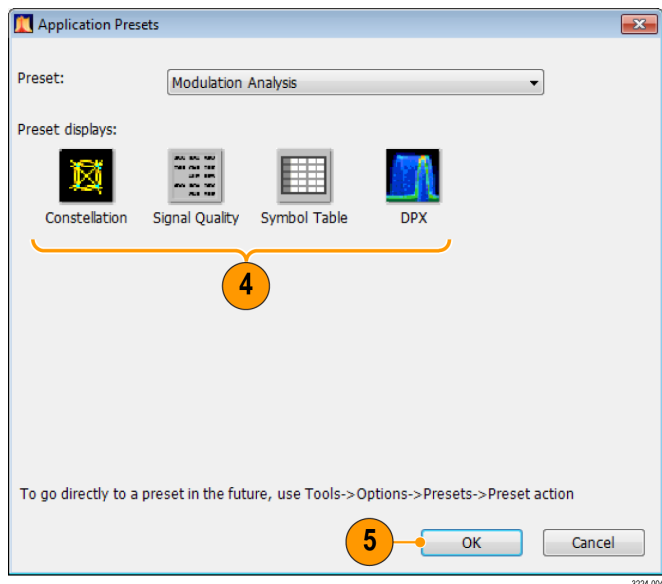 Application Presets
Preset:
Modulation Analysis
Preset displays:
Constellation
Signal Quality
Symbol Table
DPX
4
To go directly to a preset in the future, use Tools->Options->Presets->Preset action
5
OK
Cancel